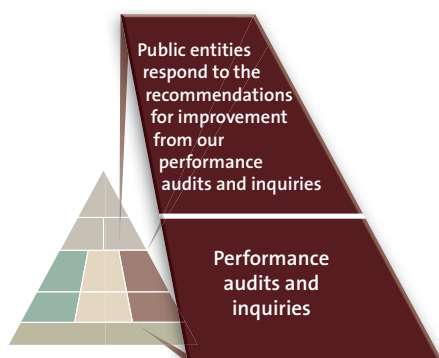 Public entities
respond to the
recommendations
for improvement
from our
performance
audits and inquiries
Performance
audits and
inquiries